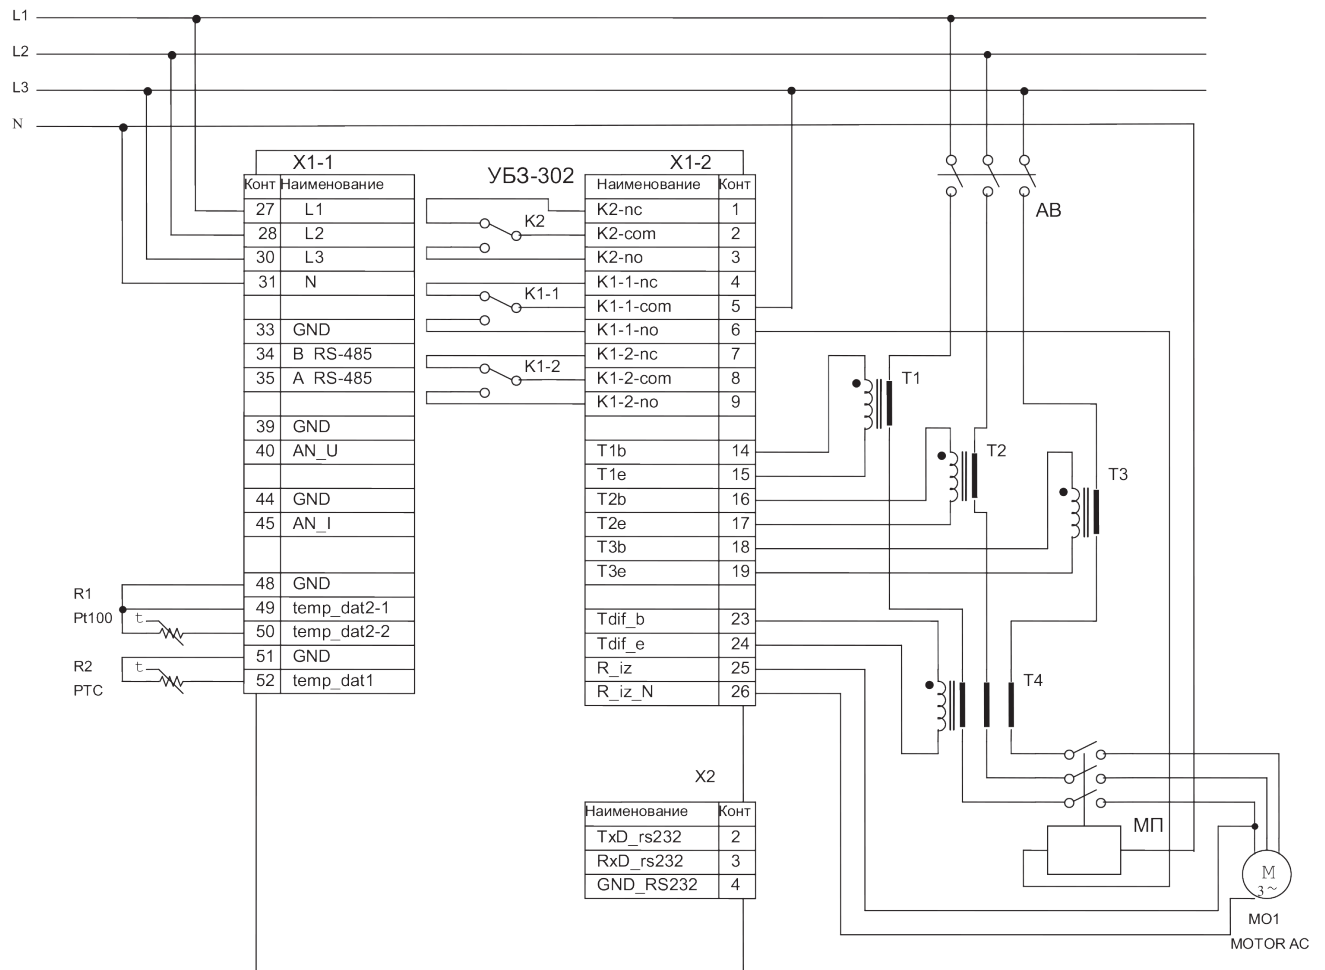 L1
L2
L3
N
X1-1
УБЗ-302
X1-2
Конт Наименование
27 L1
28 L2
30 L3
31 N
33 GND
34 B RS-485
35 A RS-485
39 GND
40 AN_U
44 GND
45 AN_I
48 GND
49 temp_dat2-1
50 temp_dat2-2
51 GND
52 temp_dat1
R1
Pt100
t
R2
PTC
t
K2
K1-1
K1-2
Наименование Конт
K2-nc 1
K2-com 2
K2-no 3
K1-1-nc 4
K1-1-com 5
K1-1-no 6
K1-2-nc 7
K1-2-com 8
K1-2-no 9
T1b 14
T1e 15
T2b 16
T2e 17
T3b 18
T3e 19
Tdif_b 23
Tdif_e 24
R_iz 25
R_iz_N 26
X2
Наименование Конт
TxD_rs232 2
RxD_rs232 3
GND_RS232 4
АВ
T1
T2
T3
T4
МП
M
3~
МО1
MOTOR AC